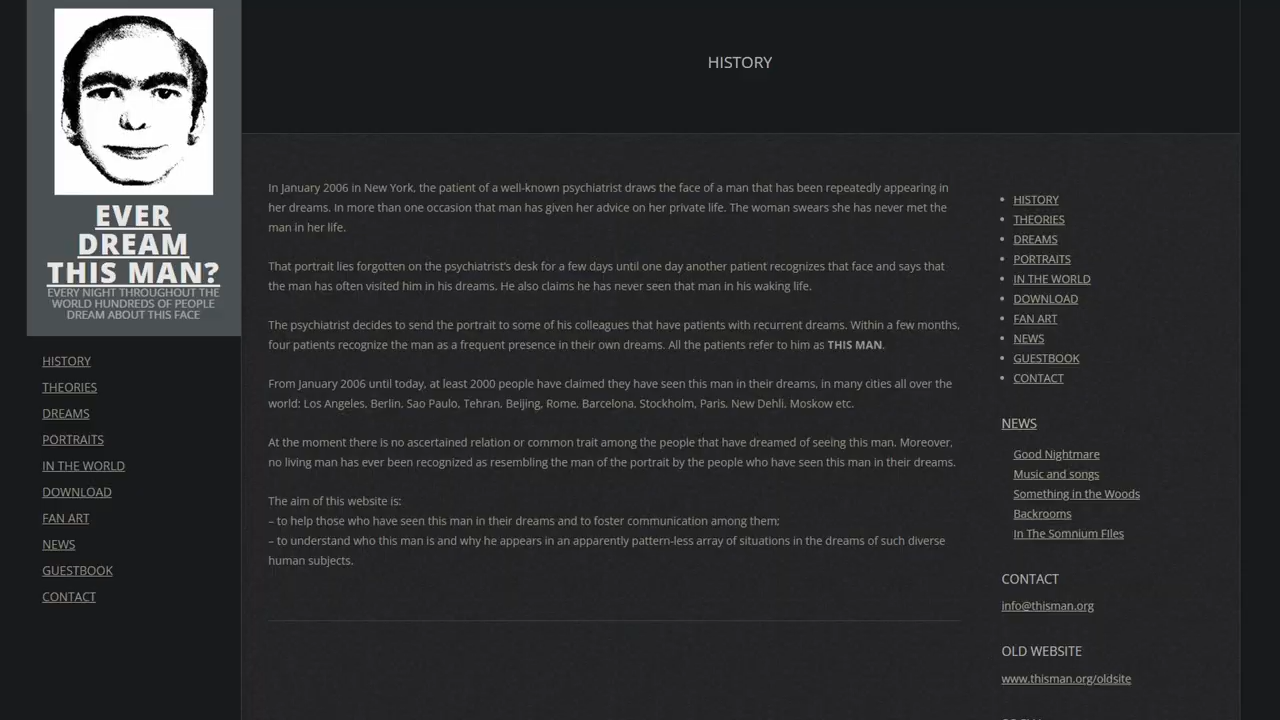 EVER
DREAM
THIS MAN?
EVERY NIGHT THROUGHOUT THE
WORLD HUNDREDS OF PEOPLE
DREAM ABOUT THIS FACE
HISTORY
THEORIES
DREAMS
PORTRAITS
IN THE WORLD
DOWNLOAD
FAN ART
NEWS
GUESTBOOK
CONTACT
HISTORY
In January 2006 in New York, the patient of a well-known psychiatrist draws the face of a man that has been repeatedly appearing in
her dreams. In more than one occasion that man has given her advice on her private life. The woman swears she has never met the
man in her life.
That portrait lies forgotten on the psychiatrist's desk for a few days until one day another patient recognizes that face and says that
the man has often visited him in his dreams. He also claims he has never seen that man in his waking life.
The psychiatrist decides to send the portrait to some of his colleagues that have patients with recurrent dreams. Within a few months,
four patients recognize the man as a frequent presence in their own dreams. All the patients refer to him as THIS MAN.
From January 2006 until today, at least 2000 people have claimed they have seen this man in their dreams, in many cities all over the
world: Los Angeles, Berlin, Sao Paulo, Tehran, Beijing, Rome, Barcelona, Stockholm, Paris, New Dehli, Moskow etc.
At the moment there is no ascertained relation or common trait among the people that have dreamed of seeing this man. Moreover,
no living man has ever been recognized as resembling the man of the portrait by the people who have seen this man in their dreams.
The aim of this website is:
– to help those who have seen this man in their dreams and to foster communication among them;
– to understand who this man is and why he appears in an apparently pattern-less array of situations in the dreams of such diverse
human subjects.
HISTORY
THEORIES
DREAMS
PORTRAITS
IN THE WORLD
DOWNLOAD
FAN ART
NEWS
GUESTBOOK
CONTACT
NEWS
Good Nightmare
Music and songs
Something in the Woods
Backrooms
In The Somnium FIles
CONTACT
info@thisman.org
OLD WEBSITE
www.thisman.org/oldsite